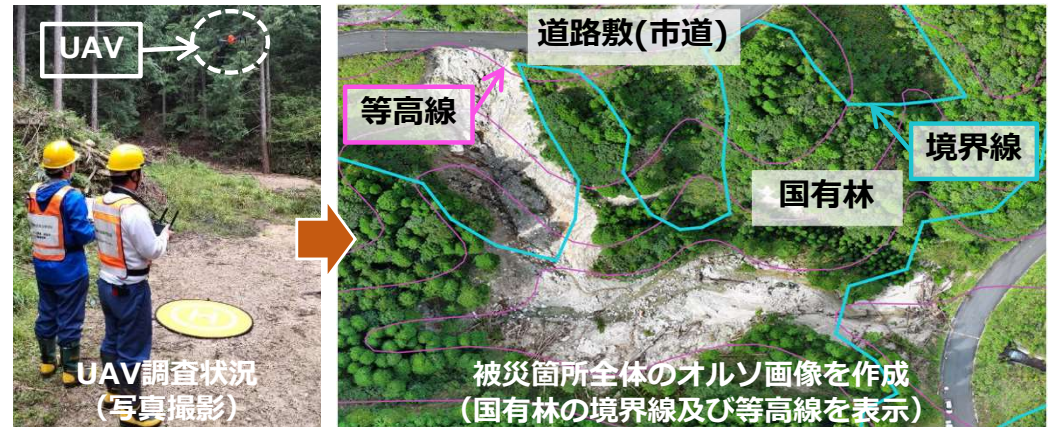 UAV
UAV調査状況
（写真撮影）
道路敷(市道)
等高線
境界線
国有林
被災箇所全体のオルソ画像を作成
（国有林の境界線及び等高線を表示）